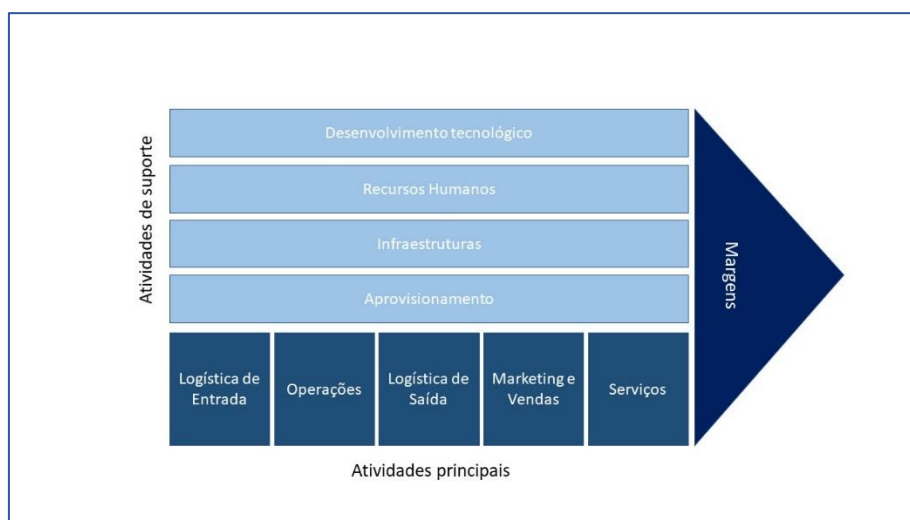 Atividades de suporte
Desenvolvimento tecnológico
Recursos Humanos
Infraestruturas
Aprovisionamento
Logística de
Entrada
Operações
Logística de
Saída
Marketing e
Vendas
Serviços
Margens
Atividades principais